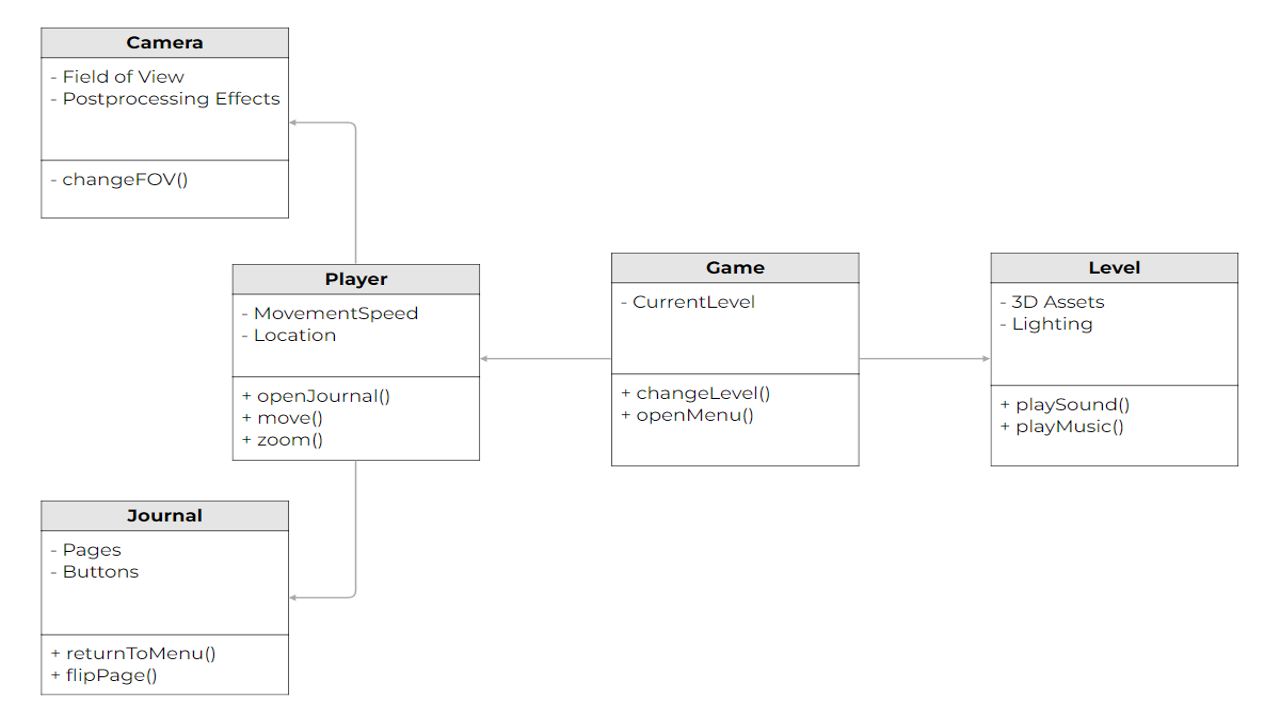 Camera
- Field of View
- Postprocessing Effects
- changeFOV()
Player
- MovementSpeed
- Location
+ openJournal()
+ move()
+ zoom()
Game
- CurrentLevel
+ changeLevel()
+ openMenu()
Level
- 3D Assets
- Lighting
+ playSound()
+ playMusic()
Journal
- Pages
- Buttons
+ returnToMenu()
+ flipPage()